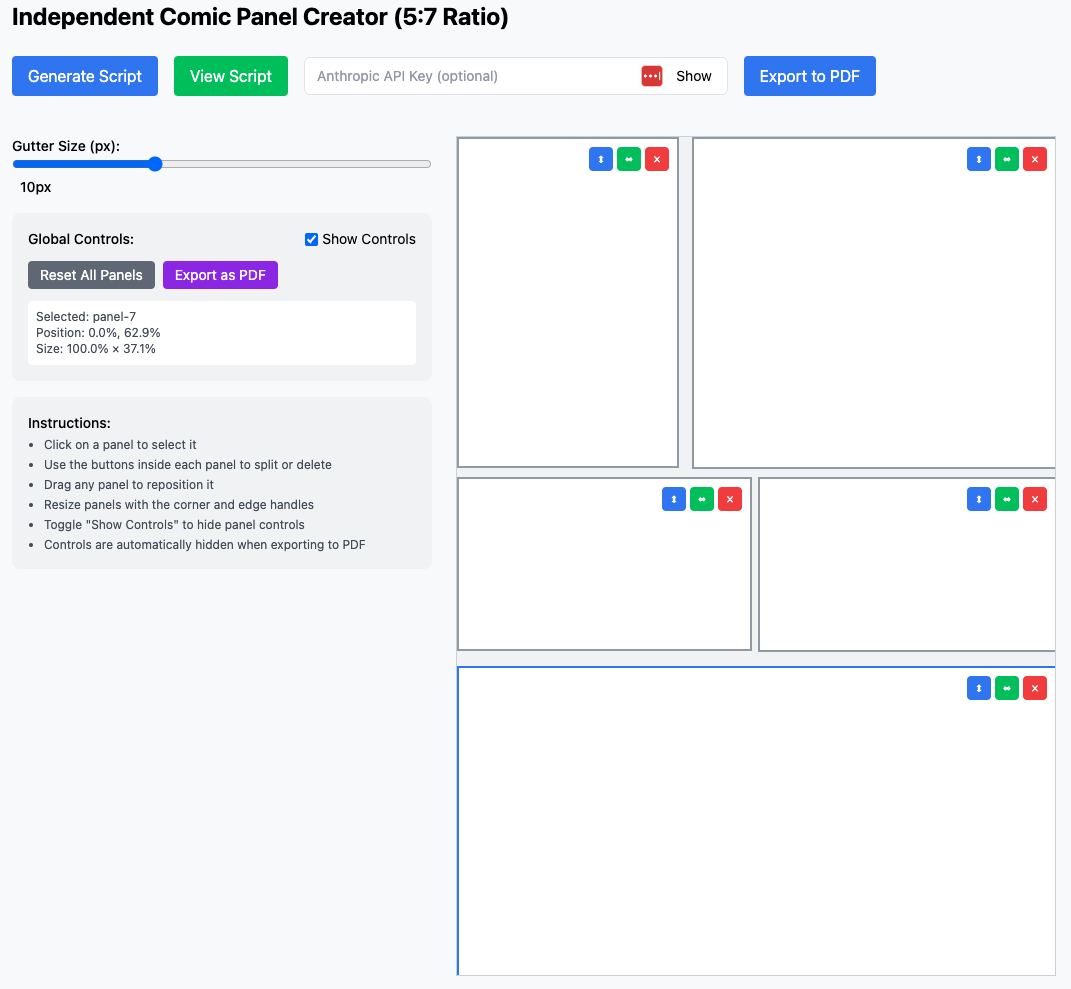 Independent Comic Panel Creator (5:7 Ratio)
Generate Script
View Script
Anthropic API Key (optional)
Show
Export to PDF
Gutter Size (px):
10px
Global Controls:
Show Controls
Reset All Panels
Export as PDF
Selected: panel-7
Position: 0.0%, 62.9%
Size: 100.0% × 37.1%
Instructions:
• Click on a panel to select it
• Use the buttons inside each panel to split or delete
• Drag any panel to reposition it
• Resize panels with the corner and edge handles
• Toggle "Show Controls" to hide panel controls
• Controls are automatically hidden when exporting to PDF